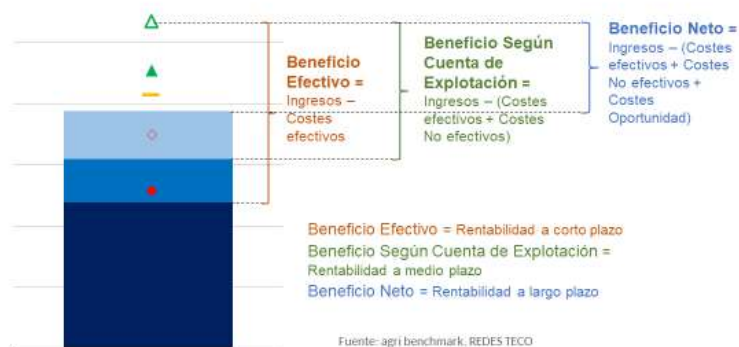 Beneficio
Efectivo =
Ingresos –
Costes
efectivos
Beneficio Según
Cuenta de
Explotación =
Ingresos – (Costes
efectivos + Costes
No efectivos)
Beneficio Neto =
Ingresos – (Costes
efectivos + Costes
No efectivos +
Costes
Oportunidad)
Beneficio Efectivo = Rentabilidad a corto plazo
Beneficio Según Cuenta de Explotación =
Rentabilidad a medio plazo
Beneficio Neto = Rentabilidad a largo plazo
Fuente: agri benchmark, REDES TECO